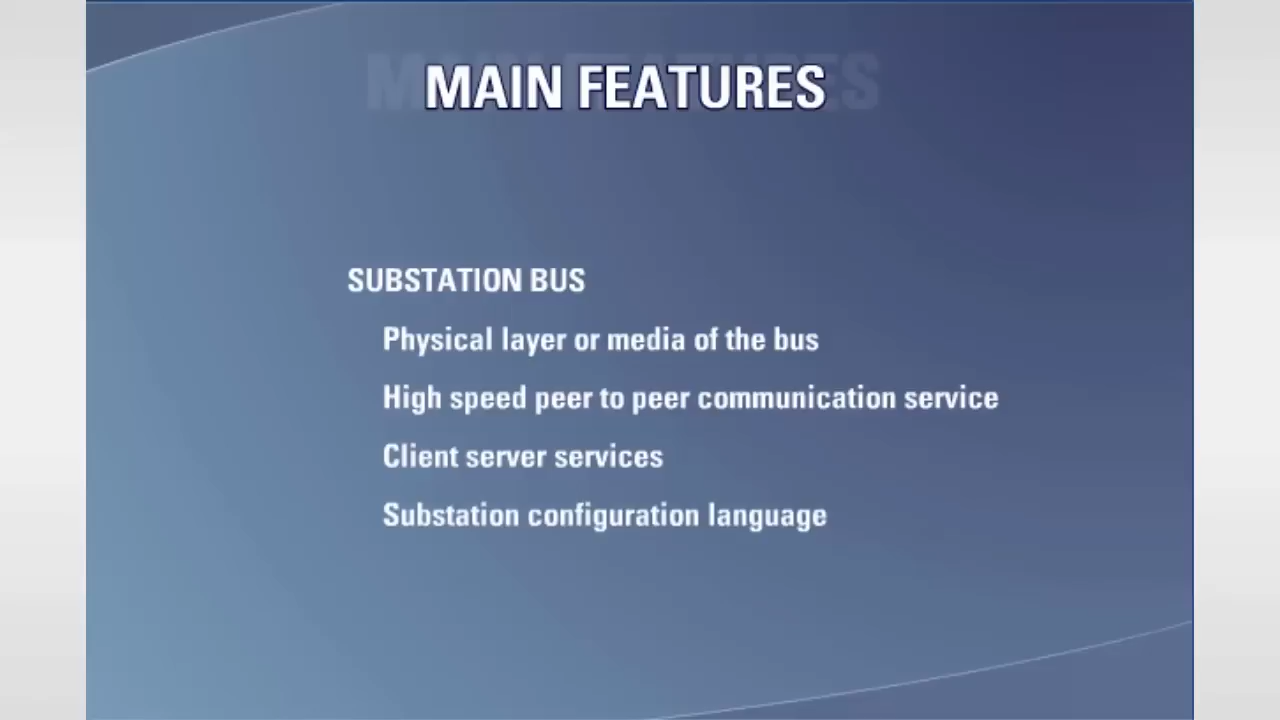 MAIN FEATURES
SUBSTATION BUS
Physical layer or media of the bus
High speed peer to peer communication service
Client server services
Substation configuration language